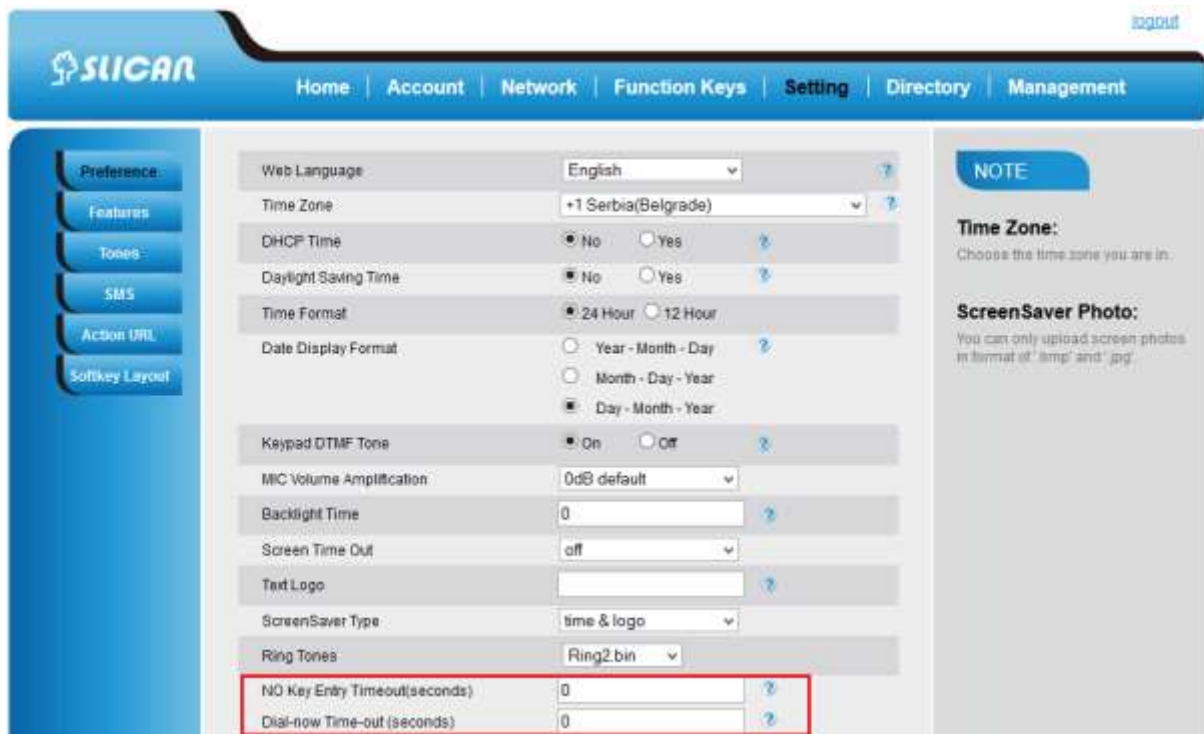 logout
SLICAN
Home | Account | Network | Function Keys | Setting | Directory | Management
Preference
Features
Tones
SMS
Action URL
Softkey Layout
Web Language English
Time Zone +1 Serbia(Belgrade)
DHCP Time No Yes
Daylight Saving Time No Yes
Time Format 24 Hour 12 Hour
Date Display Format Year - Month - Day
Month - Day - Year
Day - Month - Year
Keypad DTMF Tone On Off
MIC Volume Amplification 0dB default
Backlight Time 0
Screen Time Out off
Text Logo
ScreenSaver Type time & logo
Ring Tones Ring2.bin
NO Key Entry Timeout(seconds) 0
Dial-now Time-out (seconds) 0
NOTE
Time Zone:
Choose the time zone you are in.
ScreenSaver Photo:
You can only upload screen photos
in format of '.bmp' and '.jpg'.